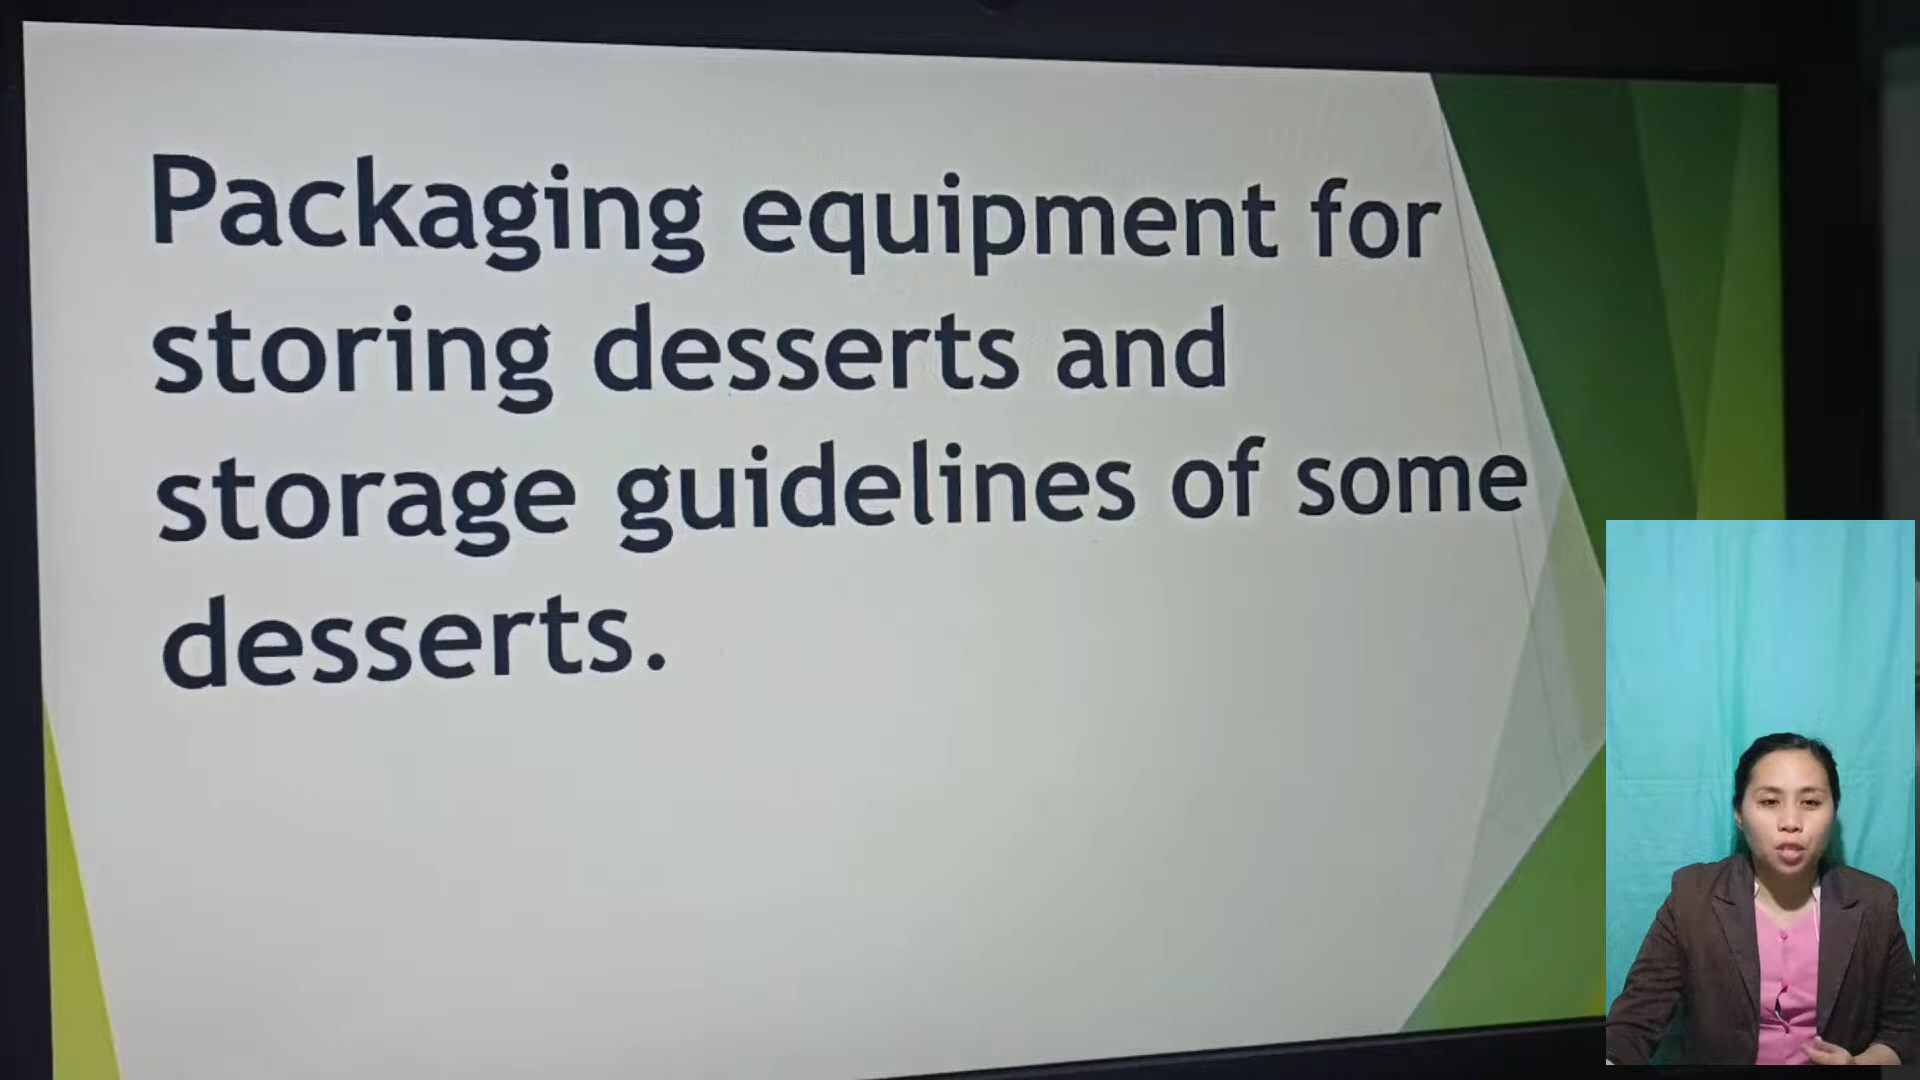 Packaging equipment for
storing desserts and
storage guidelines of some
desserts.